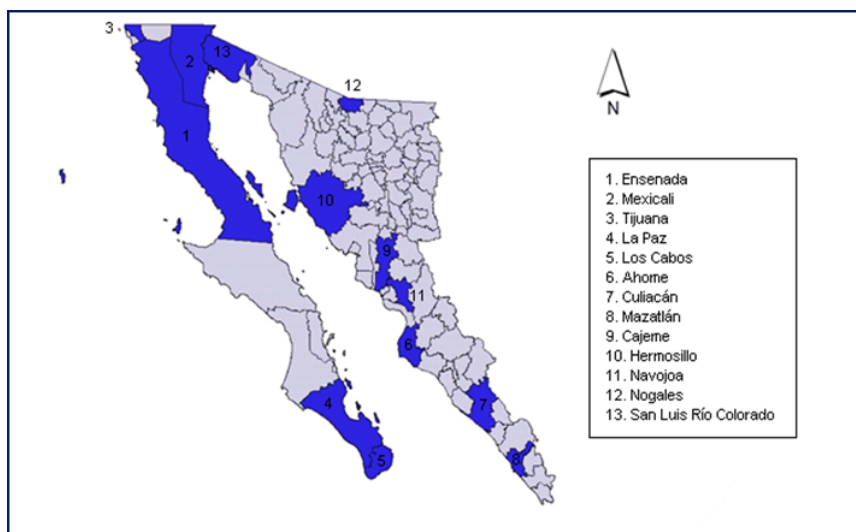 3
2
13
12
1
N
10
9
11
6
4
7
5
8
1. Ensenada
2. Mexicali
3. Tijuana
4. La Paz
5. Los Cabos
6. Ahome
7. Culiacán
8. Mazatlán
9. Cajeme
10. Hermosillo
11. Navojoa
12. Nogales
13. San Luis Río Colorado